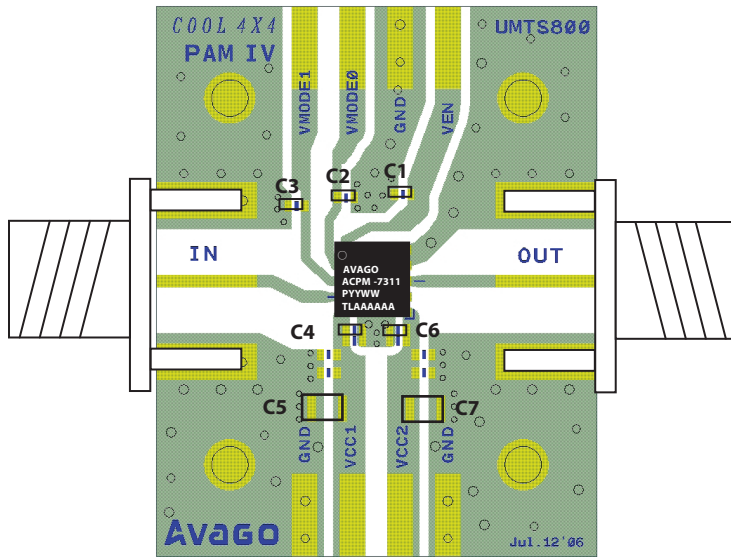 COOL 4X4
PAM IV
UMTS800
VMODE1
VMODE0
GND
VEN
C3
C2
C1
IN
OUT
AVAGO
ACPM -7311
PYYWW
TLAAAAAA
C4
C6
C5
C7
GND
VCC1
VCC2
GND
AVAGO
Jul.12'06